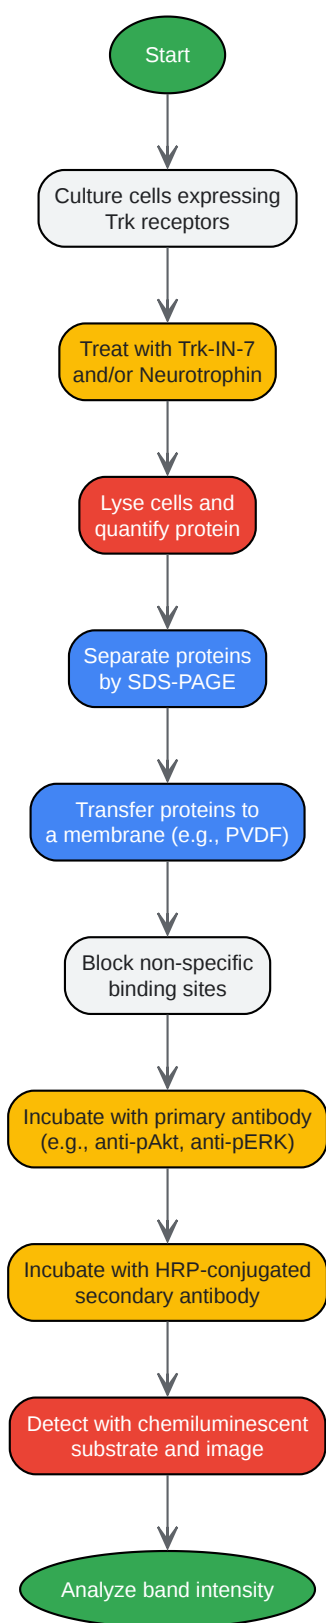 Start
Culture cells expressing
Trk receptors
Treat with Trk-IN-7
and/or Neurotrophin
Lyse cells and
quantify protein
Separate proteins
by SDS-PAGE
Transfer proteins to
a membrane (e.g., PVDF)
Block non-specific
binding sites
Incubate with primary antibody
(e.g., anti-pAkt, anti-pERK)
Incubate with HRP-conjugated
secondary antibody
Detect with chemiluminescent
substrate and image
Analyze band intensity